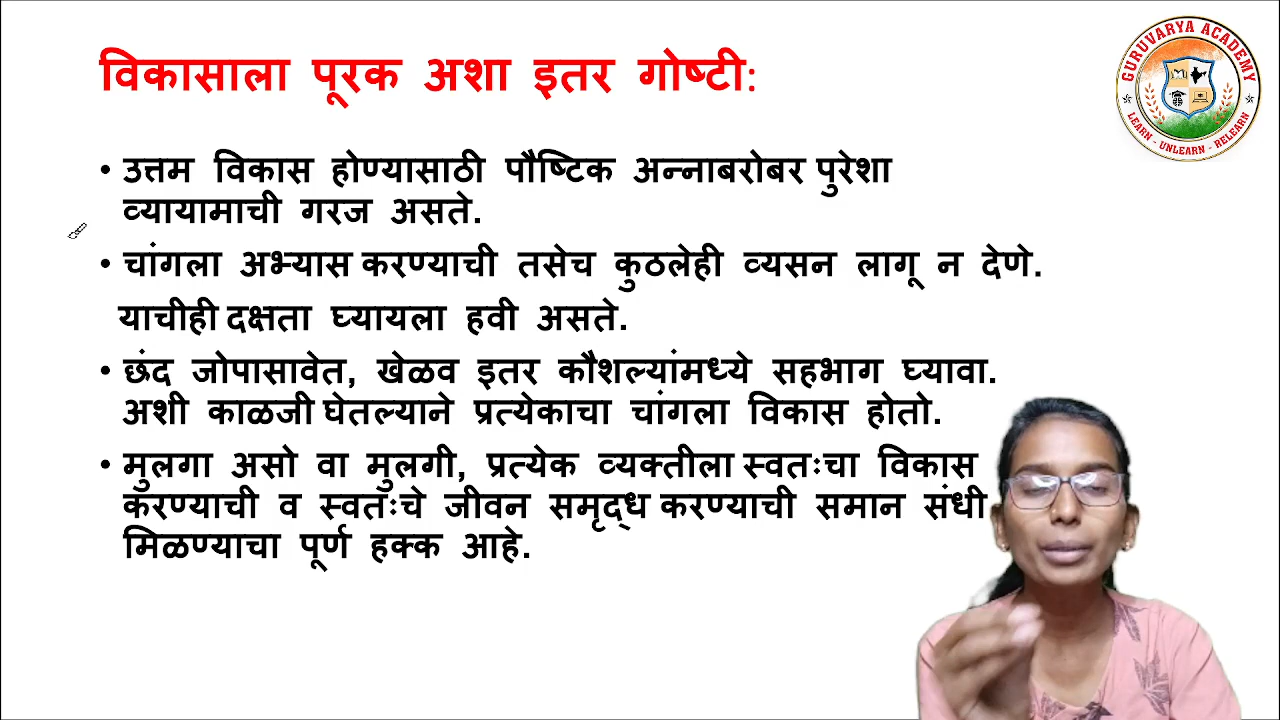 विकासाला पूरक अशा इतर गोष्टी:
GURUVARYA ACADEMY
LEARN - UNLEARN - RELEARN
• उत्तम विकास होण्यासाठी पौष्टिक अन्नाबरोबर पुरेशा
व्यायामाची गरज असते.
• चांगला अभ्यास करण्याची तसेच कुठलेही व्यसन लागू न देणे.
याचीही दक्षता घ्यायला हवी असते.
• छंद जोपासावेत, खेळव इतर कौशल्यांमध्ये सहभाग घ्यावा.
अशी काळजी घेतल्याने प्रत्येकाचा चांगला विकास होतो.
• मुलगा असो वा मुलगी, प्रत्येक व्यक्तीला स्वतःचा विकास
करण्याची व स्वतःचे जीवन समृद्ध करण्याची समान संधी
मिळण्याचा पूर्ण हक्क आहे.